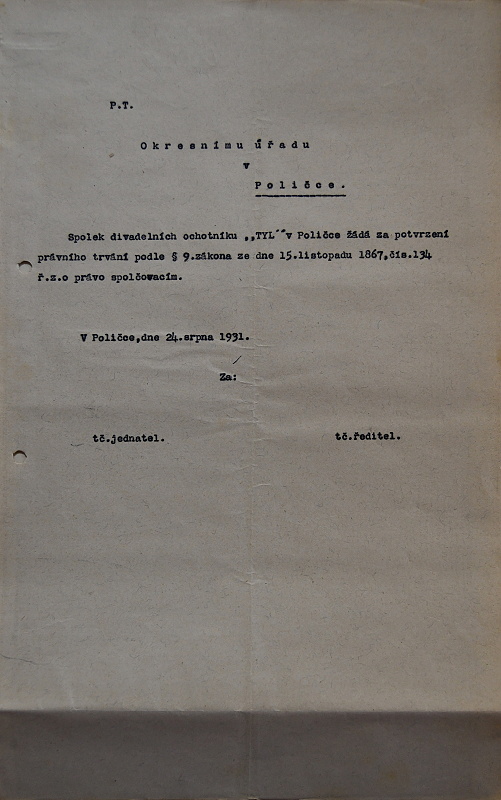 P.T.
Okresnímu úřadu
v
Poličce.
Spolek divadelních ochotníku ,,TYL´´v Poličce žádá za potvrzení
právního trvání podle § 9.zákona ze dne 15.listopadu 1867,čís.134
ř.z.o právo spolčovacím.
V Poličce,dne 24.srpna 1931.
Za:
tč.jednatel. tč.ředitel.